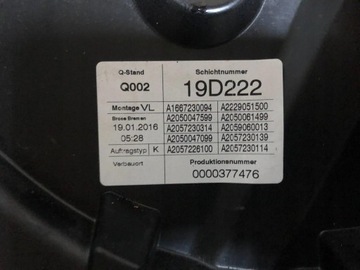 Q-Stand Schichtnummer
Q002 19D222
Montage VL A1667230094 A2229051500
Brose Bremen A2050047599 A2050061499
19.01.2016 A2057230314 A2059060013
05:28 A2050047099 A2057230139
Auftragstyp K A2057226100 A2057230114
Verbauort Produktionsnummer
0000377476